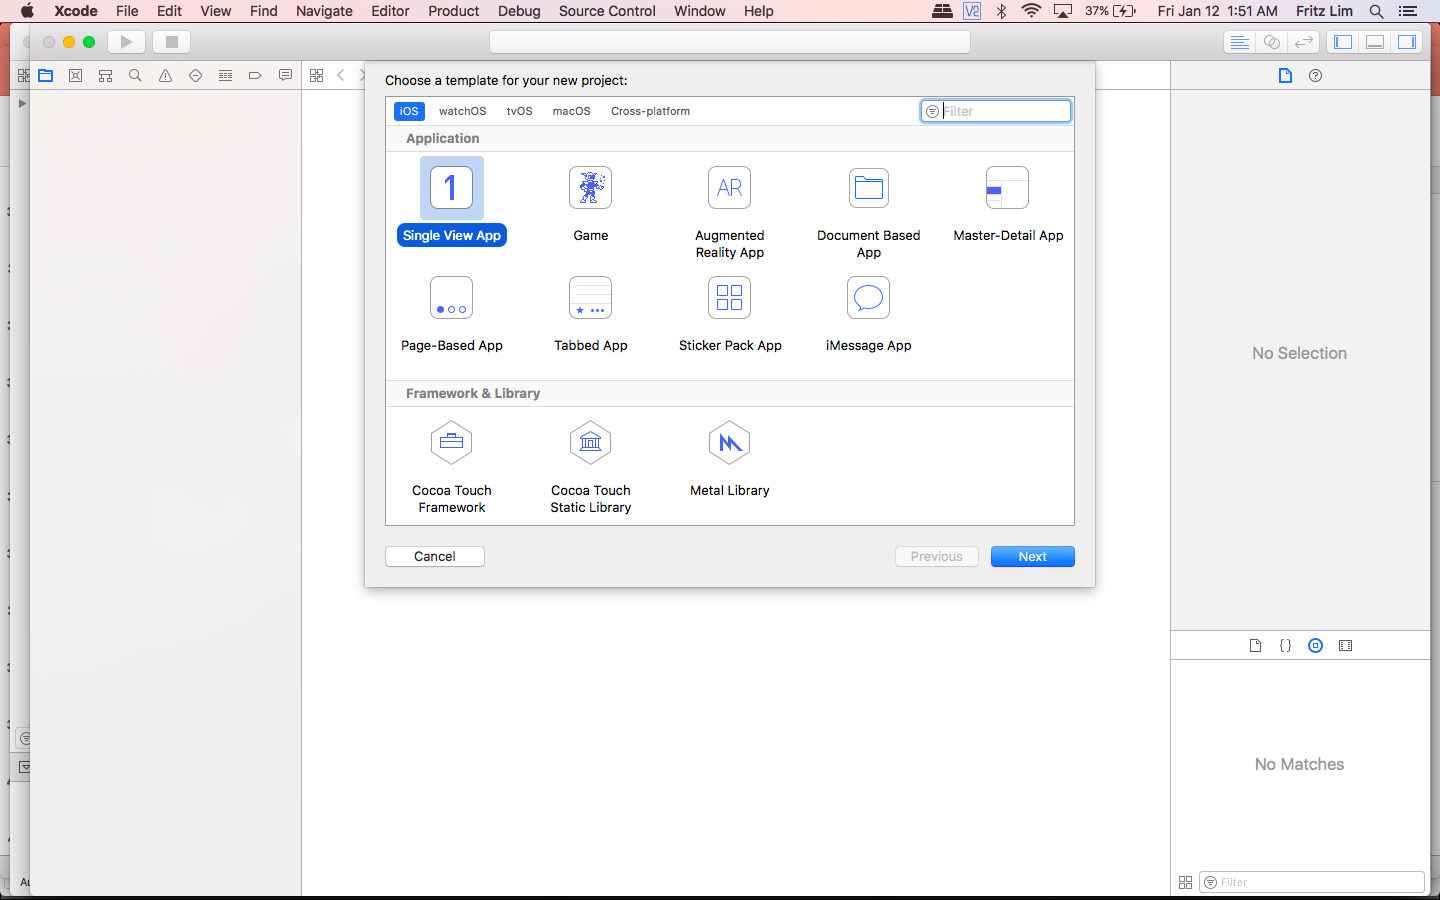 Xcode File Edit View Find Navigate Editor Product Debug Source Control Window Help
37% Fri Jan 12 1:51 AM Fritz Lim
Choose a template for your new project:
iOS watchOS tvOS macOS Cross-platform
Filter
Application
1
AR
Single View App
Game
Augmented
Reality App
Document Based
App
Master-Detail App
Page-Based App
Tabbed App
Sticker Pack App
iMessage App
Framework & Library
Cocoa Touch
Framework
Cocoa Touch
Static Library
Metal Library
Cancel
Previous
Next
No Selection
{}
No Matches
Filter